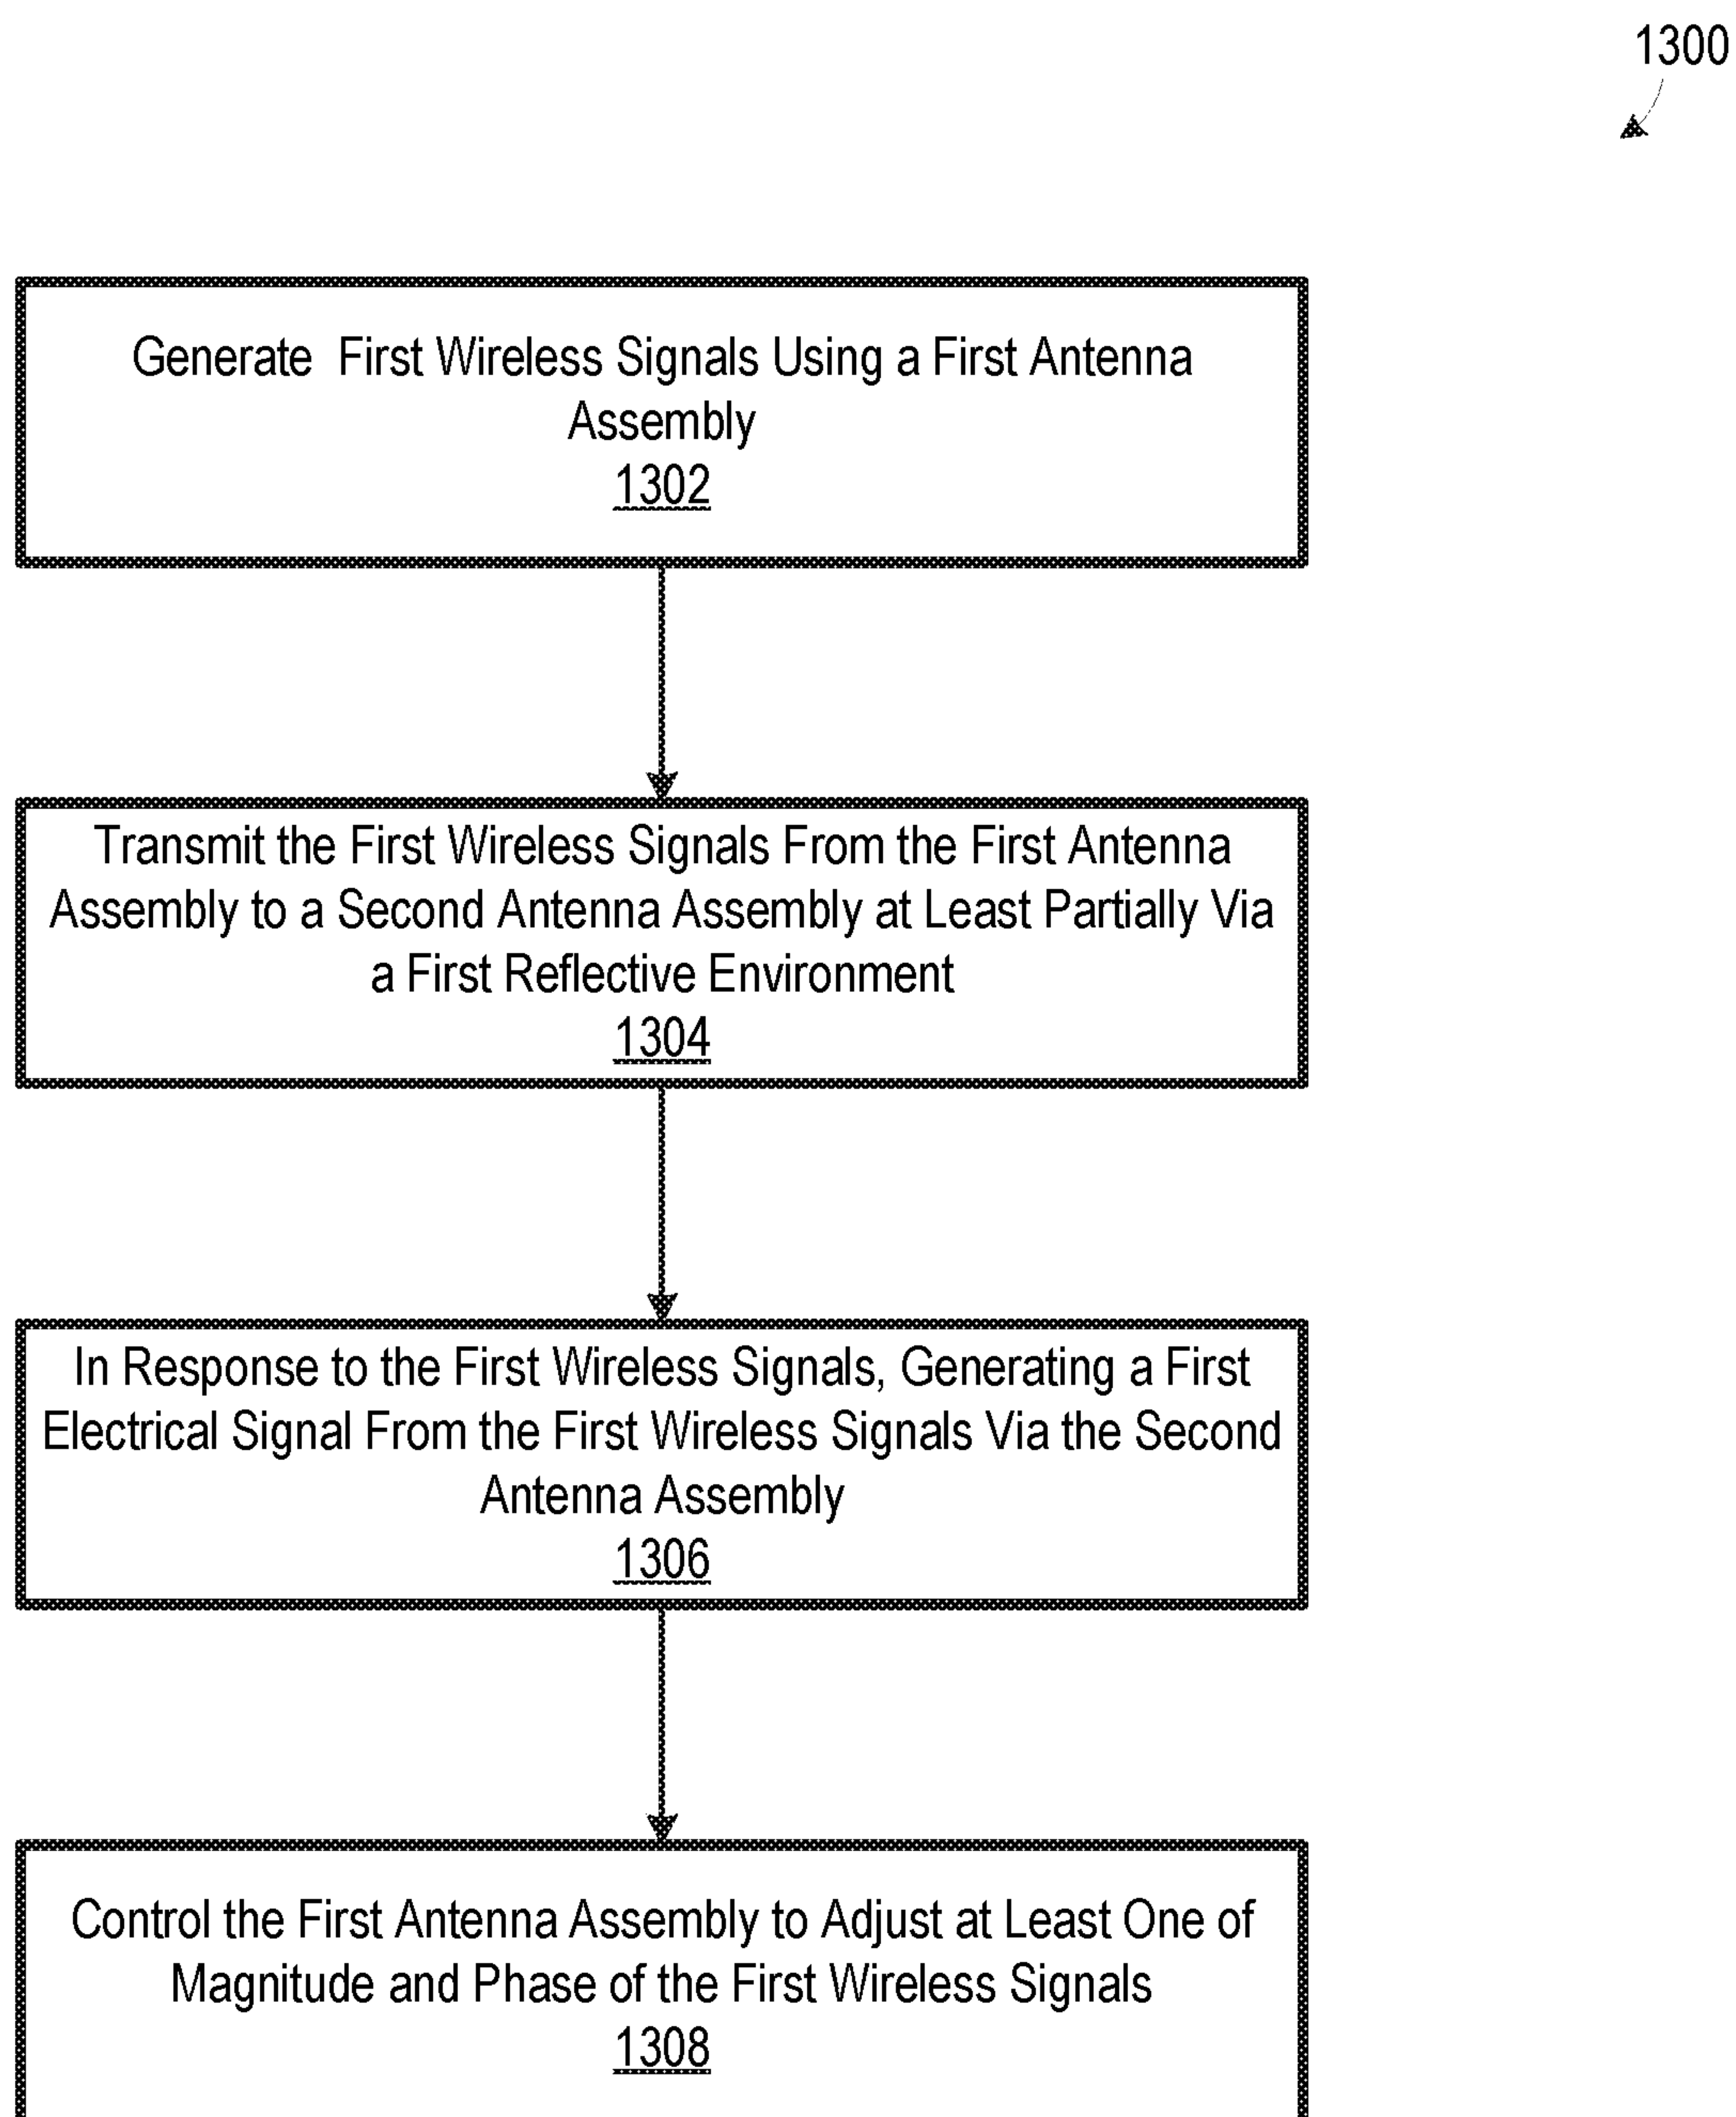 1300
Generate First Wireless Signals Using a First Antenna
Assembly
1302
Transmit the First Wireless Signals From the First Antenna
Assembly to a Second Antenna Assembly at Least Partially Via
a First Reflective Environment
1304
In Response to the First Wireless Signals, Generating a First
Electrical Signal From the First Wireless Signals Via the Second
Antenna Assembly
1306
Control the First Antenna Assembly to Adjust at Least One of
Magnitude and Phase of the First Wireless Signals
1308